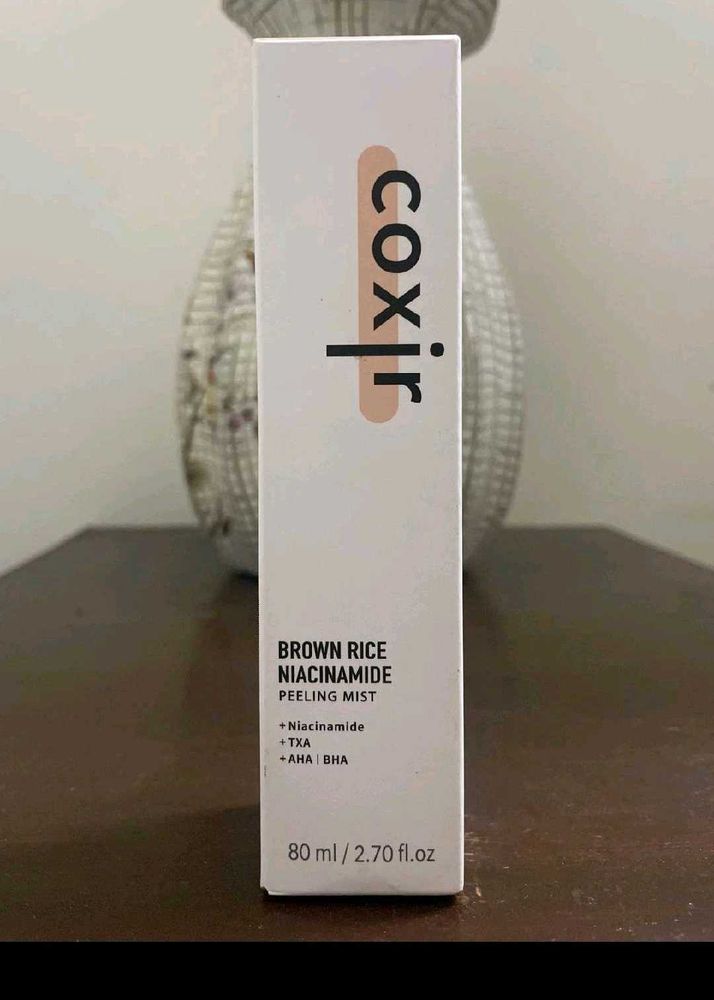 coxir
BROWN RICE
NIACINAMIDE
PEELING MIST
+Niacinamide
+TXA
+AHA | BHA
80 ml / 2.70 fl.oz